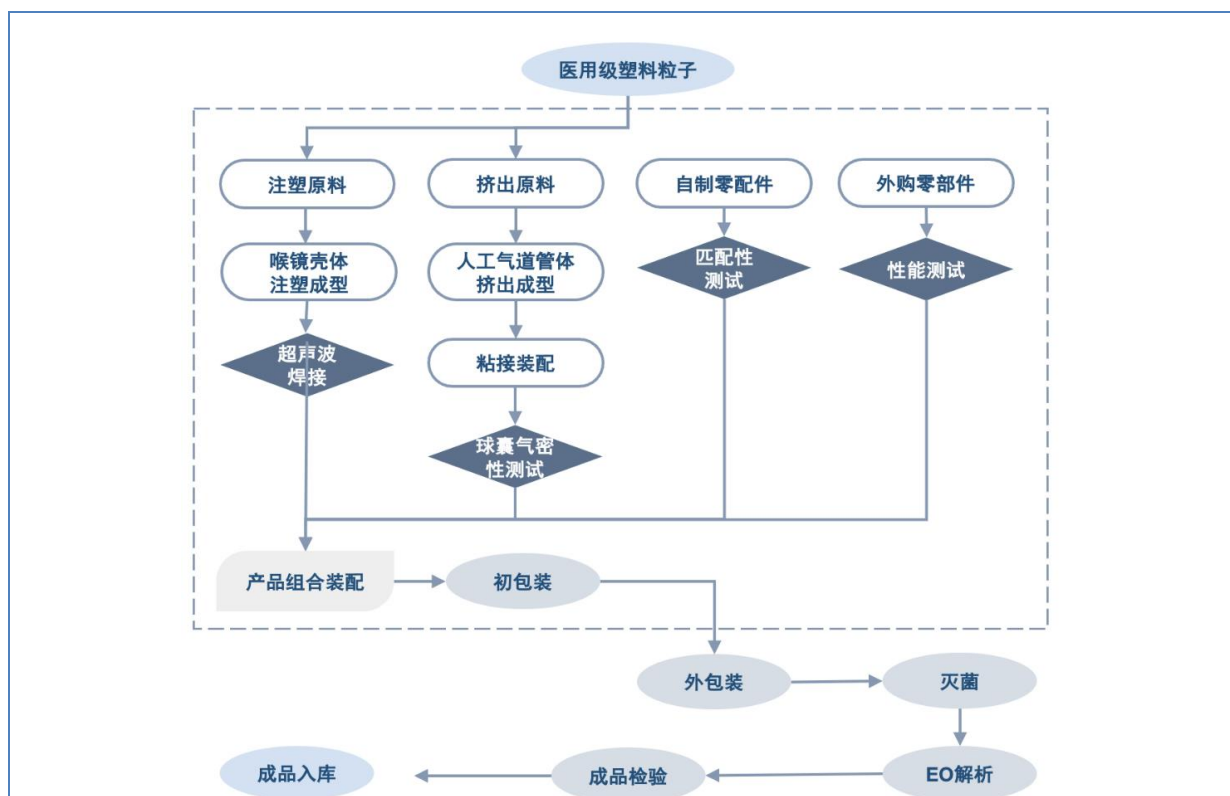 医用级塑料粒子
注塑原料
挤出原料
自制零配件
外购零部件
喉镜壳体
注塑成型
人工气道管体
挤出成型
匹配性
测试
性能测试
超声波
焊接
粘接装配
球囊气密
性测试
产品组合装配
初包装
外包装
灭菌
成品入库
成品检验
EO解析